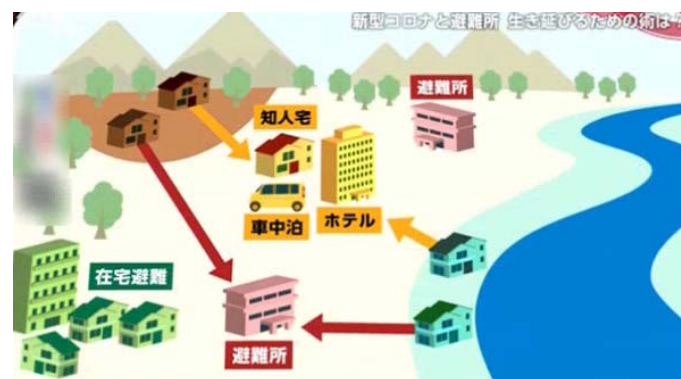 新型コロナと避難所 生き延びるための術は?
避難所
知人宅
車中泊
ホテル
在宅避難
避難所